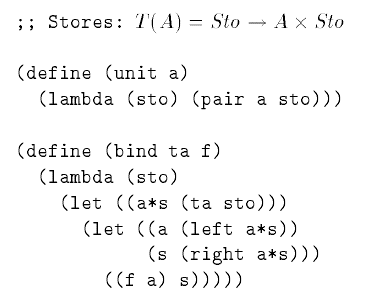 ;; Stores: T(A) = Sto → A × Sto
(define (unit a)
(lambda (sto) (pair a sto)))
(define (bind ta f)
(lambda (sto)
(let ((a*s (ta sto)))
(let ((a (left a*s))
(s (right a*s)))
((f a) s)))))